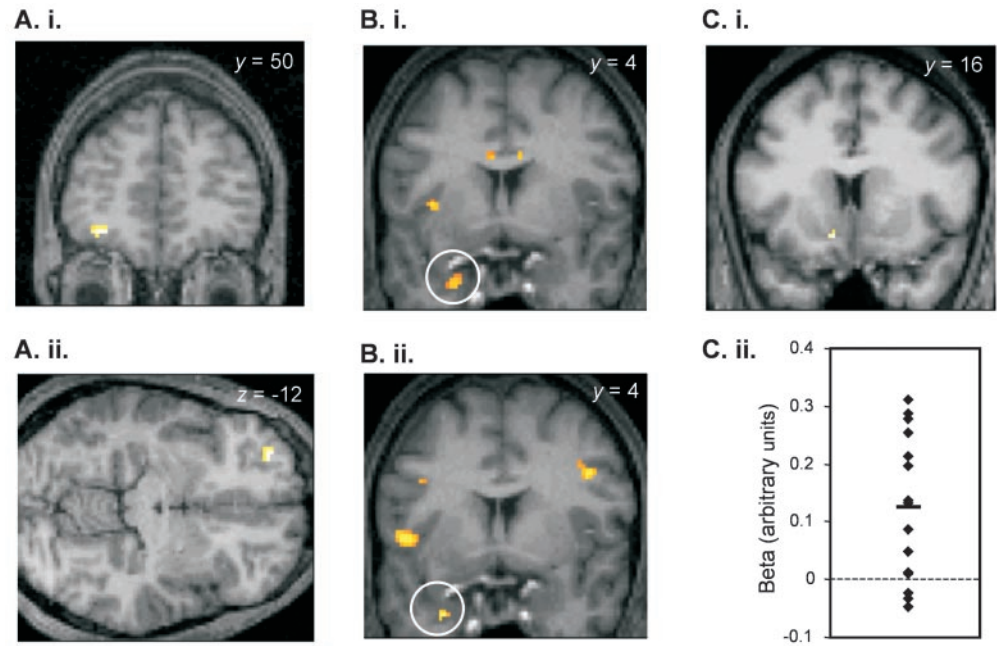 A. i.
y = 50
B. i.
y = 4
C. i.
y = 16
A. ii.
z = -12
B. ii.
y = 4
C. ii.
Beta (arbitrary units)
0.4
0.3
0.2
0.1
0
-0.1